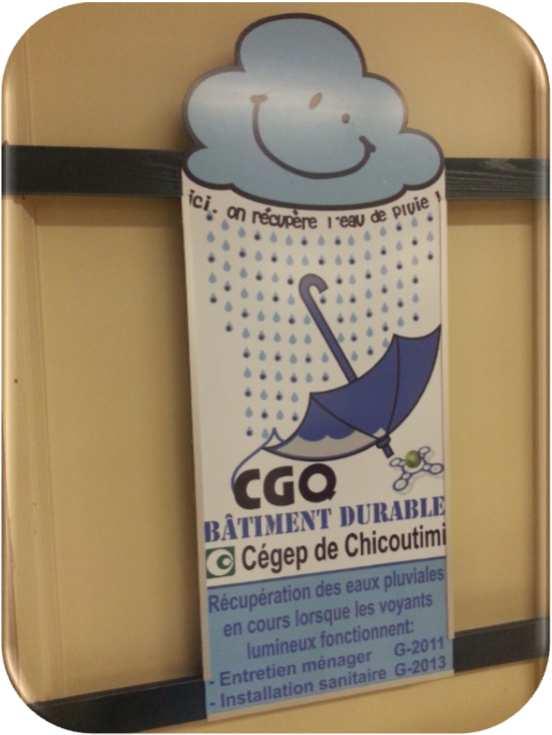 ici, on récupère l'eau de pluie !
CGQ
BÂTIMENT DURABLE
Cégep de Chicoutimi
Récupération des eaux pluviales
en cours lorsque les voyants
lumineux fonctionnent:
- Entretien ménager G-2011
- Installation sanitaire G-2013